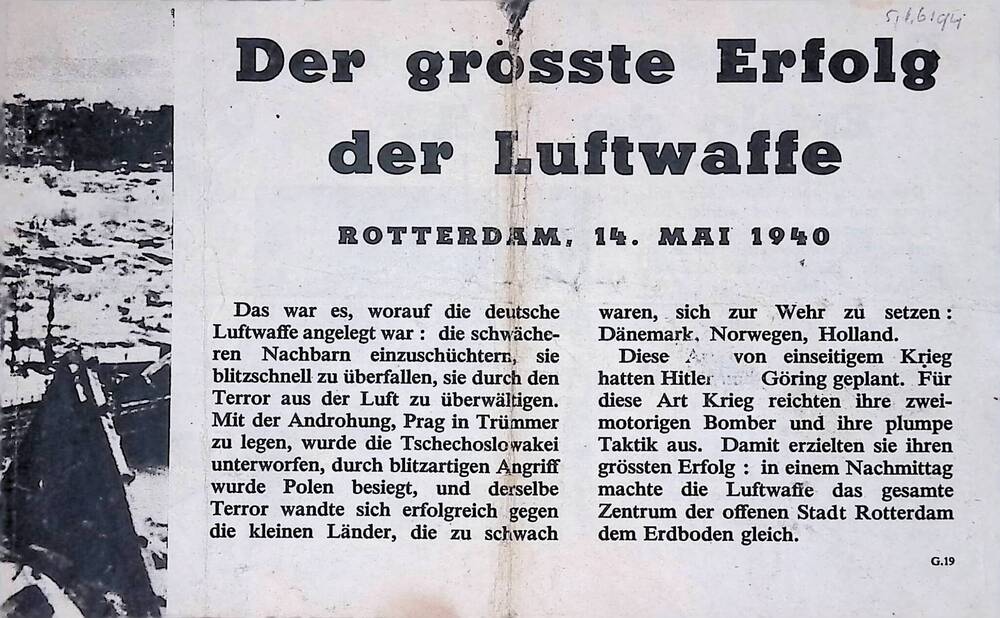 Der grösste Erfolg
der Luftwaffe
ROTTERDAM, 14. MAI 1940
Das war es, worauf die deutsche
Luftwaffe angelegt war : die schwäche-
ren Nachbarn einzuschüchtern, sie
blitzschnell zu überfallen, sie durch den
Terror aus der Luft zu überwältigen.
Mit der Androhung, Prag in Trümmer
zu legen, wurde die Tschechoslowakei
unterworfen, durch blitzartigen Angriff
wurde Polen besiegt, und derselbe
Terror wandte sich erfolgreich gegen
die kleinen Länder, die zu schwach
waren, sich zur Wehr zu setzen :
Dänemark, Norwegen, Holland.
Diese von einseitigem Krieg
hatten Hitler Göring geplant. Für
diese Art Krieg reichten ihre zwei-
motorigen Bomber und ihre plumpe
Taktik aus. Damit erzielten sie ihren
grössten Erfolg : in einem Nachmittag
machte die Luftwaffe das gesamte
Zentrum der offenen Stadt Rotterdam
dem Erdboden gleich.
G.19